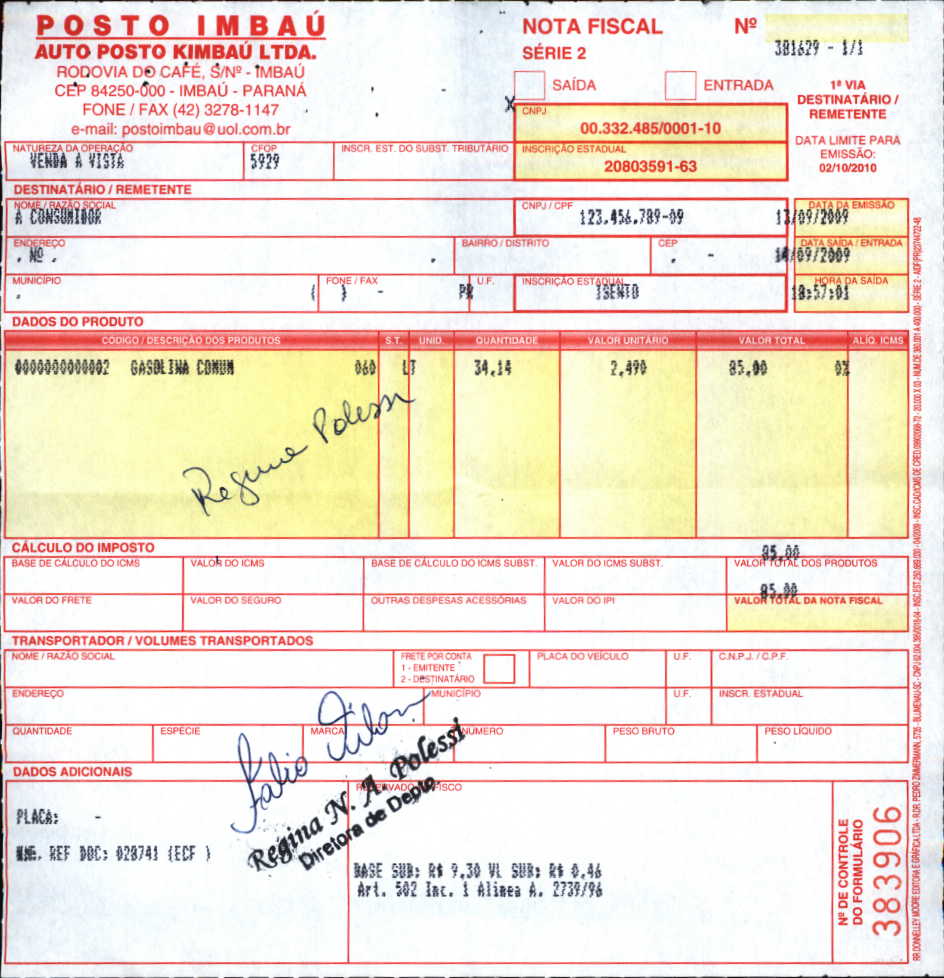 POSTO IMBAÚ
AUTO POSTO KIMBAÚ LTDA.
RODOVIA DO CAFÉ, S/Nº - IMBAÚ
CEP 84250-000 - IMBAÚ - PARANÁ
FONE / FAX (42) 3278-1147
e-mail: postoimbau@uol.com.br
NOTA FISCAL Nº
SÉRIE 2 381629 - 1/1
SAÍDA ENTRADA
X
1ª VIA
DESTINATÁRIO /
REMETENTE
DATA LIMITE PARA
EMISSÃO:
02/10/2010
CNPJ
00.332.485/0001-10
NATUREZA DA OPERAÇÃO CFOP INSCR. EST. DO SUBST. TRIBUTÁRIO INSCRIÇÃO ESTADUAL
VENDA A VISTA 5929 20803591-63
DESTINATÁRIO / REMETENTE
NOME / RAZÃO SOCIAL CNPJ / CPF DATA DA EMISSÃO
A CONSUMIDOR 123.456.789-09 13/09/2009
ENDEREÇO BAIRRO / DISTRITO CEP DATA SAÍDA / ENTRADA
, Nº . . . - 14/09/2009
MUNICÍPIO FONE / FAX U.F. INSCRIÇÃO ESTADUAL HORA DA SAÍDA
. ( ) - PR ISENTO 18:57:01
DADOS DO PRODUTO
CÓDIGO / DESCRIÇÃO DOS PRODUTOS S.T. UNID. QUANTIDADE VALOR UNITÁRIO VALOR TOTAL ALÍQ. ICMS
0000000000002 GASOLINA COMUM 060 LT 34,14 2,490 85,00 0%
Regina Polessi
CÁLCULO DO IMPOSTO
BASE DE CÁLCULO DO ICMS VALOR DO ICMS BASE DE CÁLCULO DO ICMS SUBST. VALOR DO ICMS SUBST. VALOR TOTAL DOS PRODUTOS
85,00
VALOR DO FRETE VALOR DO SEGURO OUTRAS DESPESAS ACESSÓRIAS VALOR DO IPI VALOR TOTAL DA NOTA FISCAL
85,00
TRANSPORTADOR / VOLUMES TRANSPORTADOS
NOME / RAZÃO SOCIAL FRETE POR CONTA PLACA DO VEÍCULO U.F. C.N.P.J. / C.P.F.
1 - EMITENTE
2 - DESTINATÁRIO
ENDEREÇO MUNICÍPIO U.F. INSCR. ESTADUAL
QUANTIDADE ESPÉCIE MARCA NÚMERO PESO BRUTO PESO LÍQUIDO
Fabio
Regina N. A. Polessi
Diretora de Depto.
DADOS ADICIONAIS
RESERVADO AO FISCO
PLACA: -
REF DOC: 028741 (ECF )
BASE SUB: R$ 9,30 VL SUB: R$ 0,46
Art. 502 Inc. 1 Alinea A. 2739/96
Nº DE CONTROLE
DO FORMULÁRIO
383906